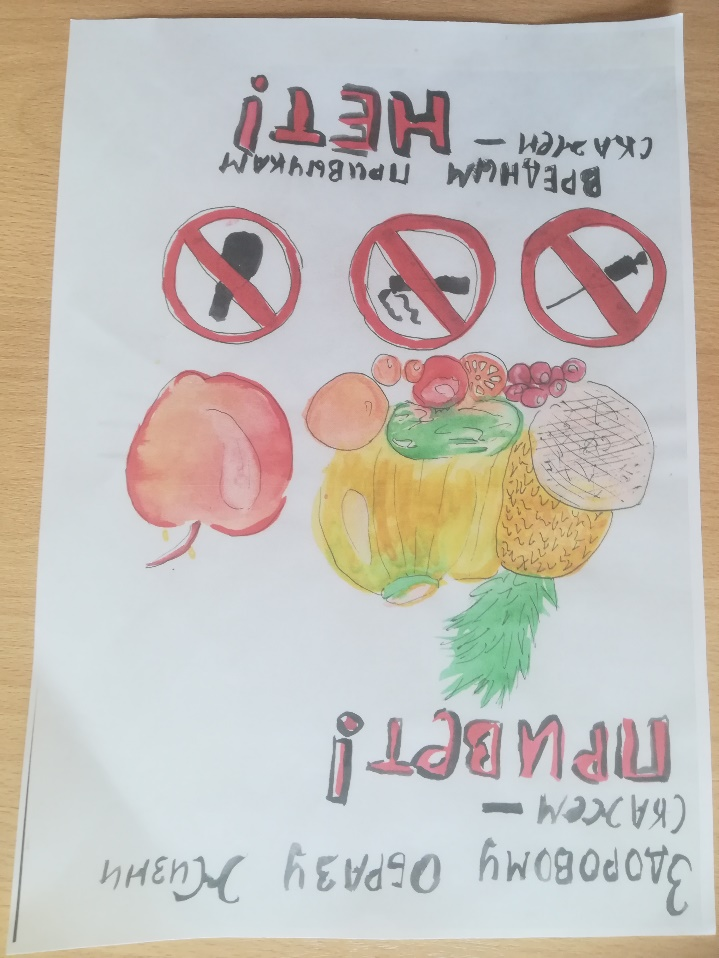 Здоровому образу жизни
скажем –
ПРИВЕТ!
Вредным привычкам
скажем – НЕТ!